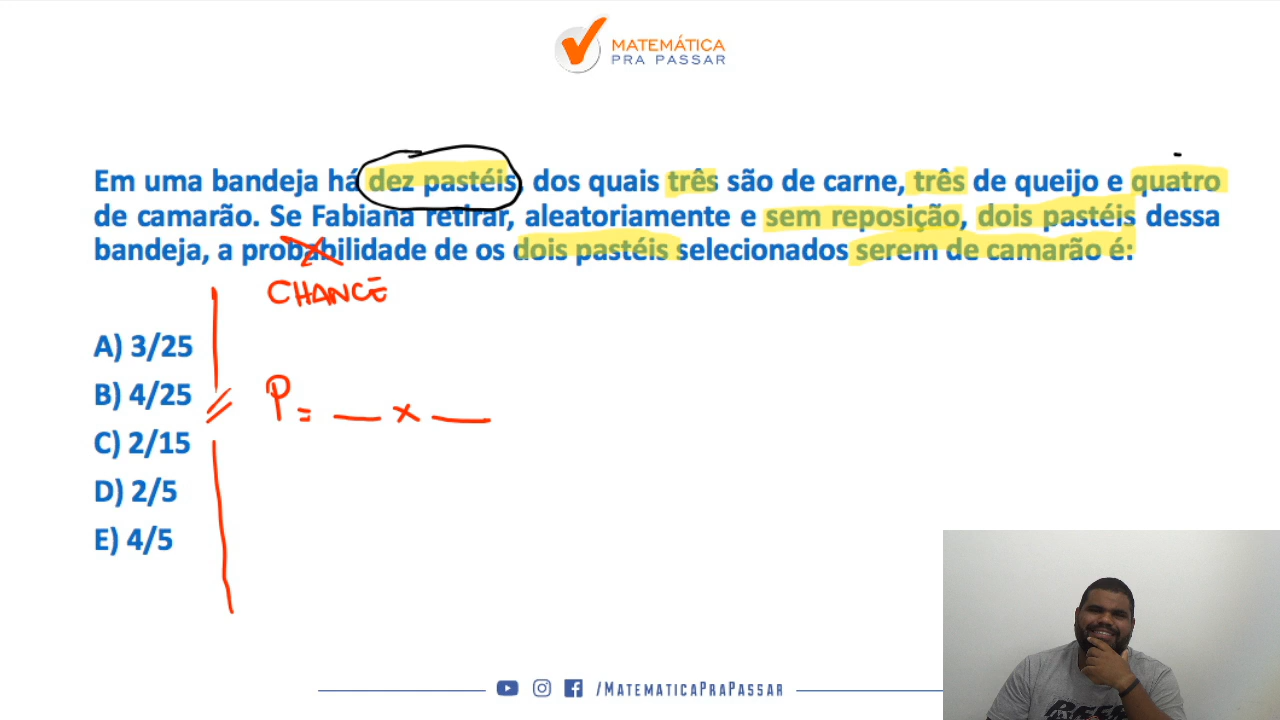 MATEMÁTICA
PRA PASSAR
Em uma bandeja há dez pastéis, dos quais três são de carne, três de queijo e quatro
de camarão. Se Fabiana retirar, aleatoriamente e sem reposição, dois pastéis dessa
bandeja, a probabilidade de os dois pastéis selecionados serem de camarão é:
CHANCE
A) 3/25
B) 4/25
P = __ x __
C) 2/15
D) 2/5
E) 4/5
/MATEMATICAPRAPASSAR